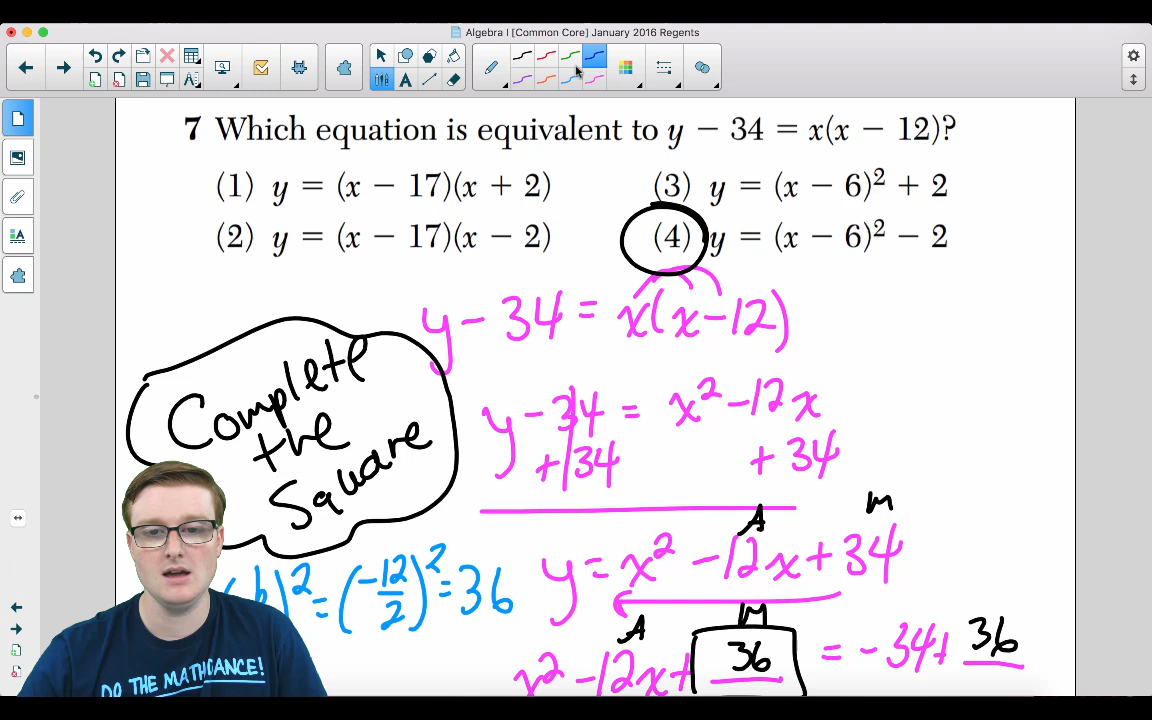 Algebra I [Common Core] January 2016 Regents
7 Which equation is equivalent to y − 34 = x(x − 12)?
(1) y = (x − 17)(x + 2)
(3) y = (x − 6)² + 2
(2) y = (x − 17)(x − 2)
(4) y = (x − 6)² − 2
y - 34 = x(x - 12)
Complete
the
Square
y - 34 = x² - 12x
+ 34 + 34
A M
y = x² - 12x + 34
b)² = (-12/2)² = 36
A M
x² - 12x + 36 = -34 + 36
DO THE MATH DANCE!